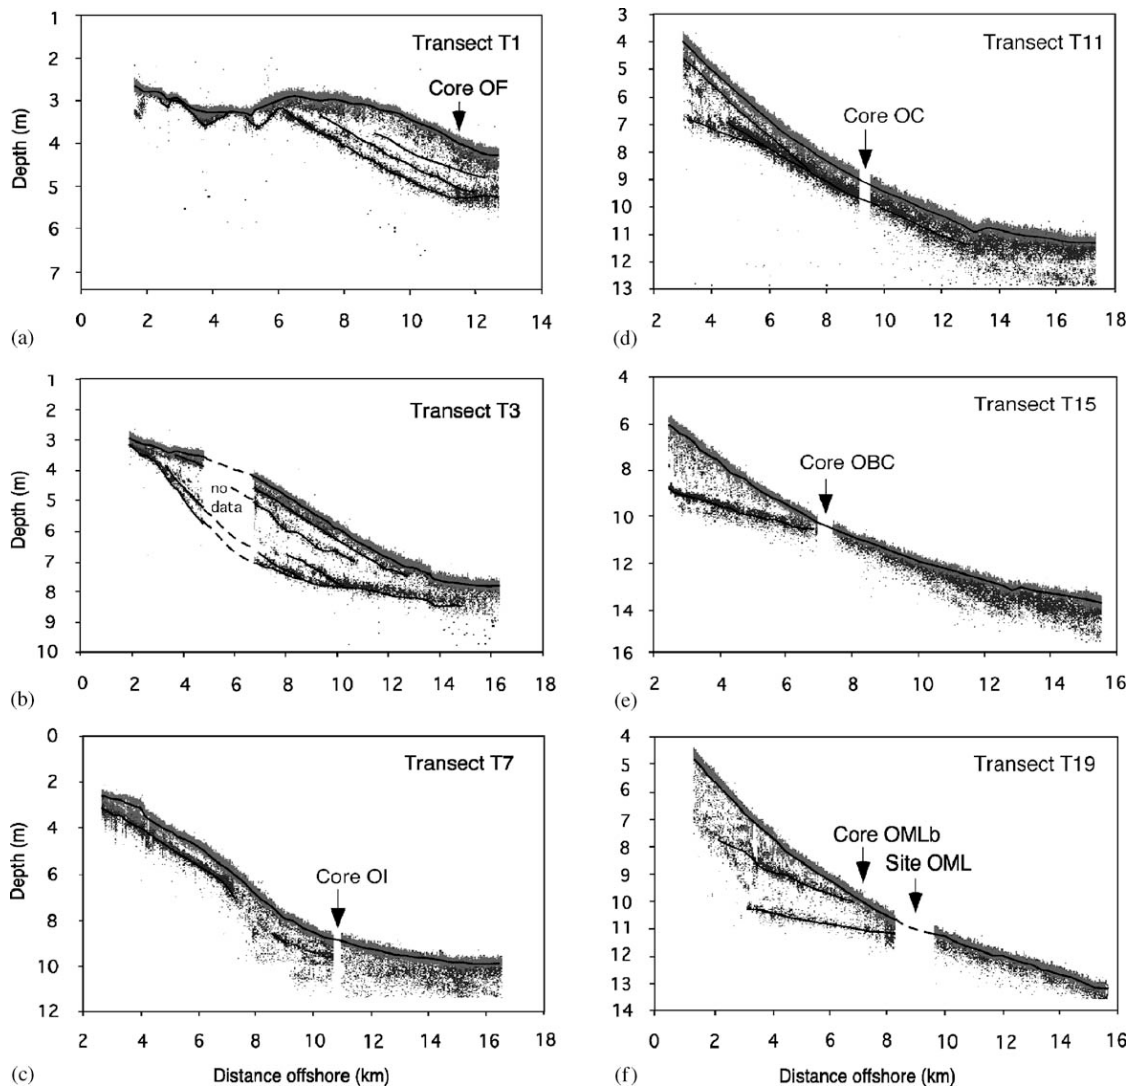 Transect T1
Core OF
Depth (m)
1
2
3
4
5
6
7
0 2 4 6 8 10 12 14
(a)
Transect T3
no
data
Depth (m)
1
2
3
4
5
6
7
8
9
10
0 2 4 6 8 10 12 14 16 18
(b)
Transect T7
Core OI
Depth (m)
0
2
4
6
8
10
12
2 4 6 8 10 12 14 16 18
(c)
Distance offshore (km)
Transect T11
Core OC
3
4
5
6
7
8
9
10
11
12
13
2 4 6 8 10 12 14 16 18
(d)
Transect T15
Core OBC
4
6
8
10
12
14
16
2 4 6 8 10 12 14 16
(e)
Transect T19
Core OMLb
Site OML
4
5
6
7
8
9
10
11
12
13
14
0 2 4 6 8 10 12 14 16
(f)
Distance offshore (km)